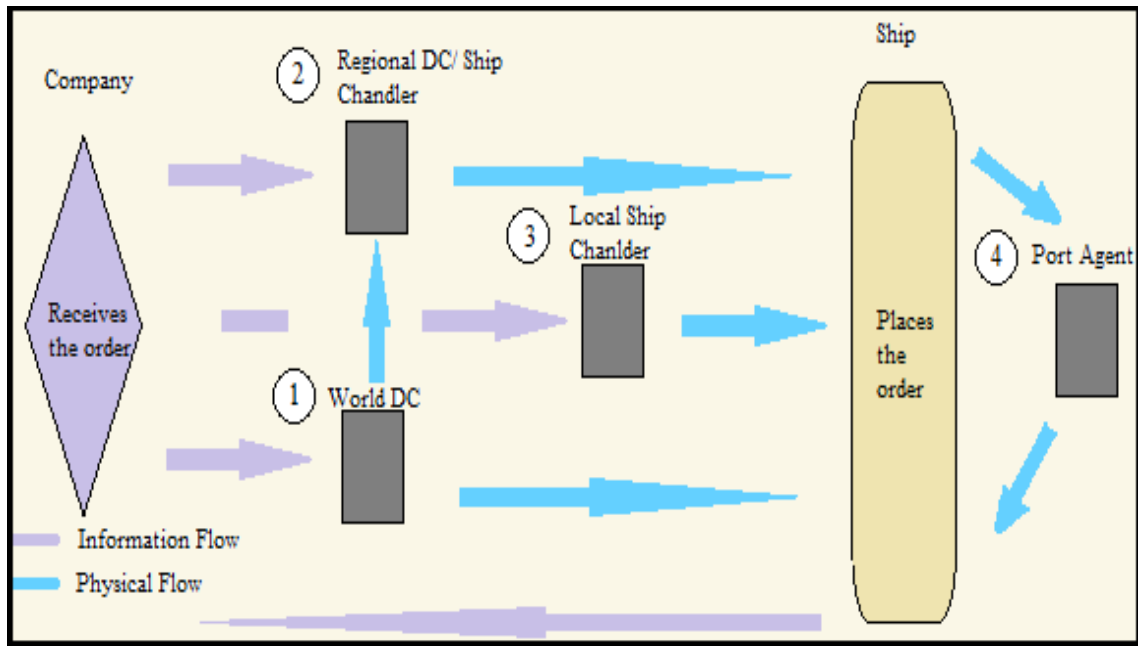 Company
Receives
the order
2
Regional DC/ Ship
Chandler
3
Local Ship
Chanlder
1
World DC
Ship
Places
the
order
4
Port Agent
Information Flow
Physical Flow